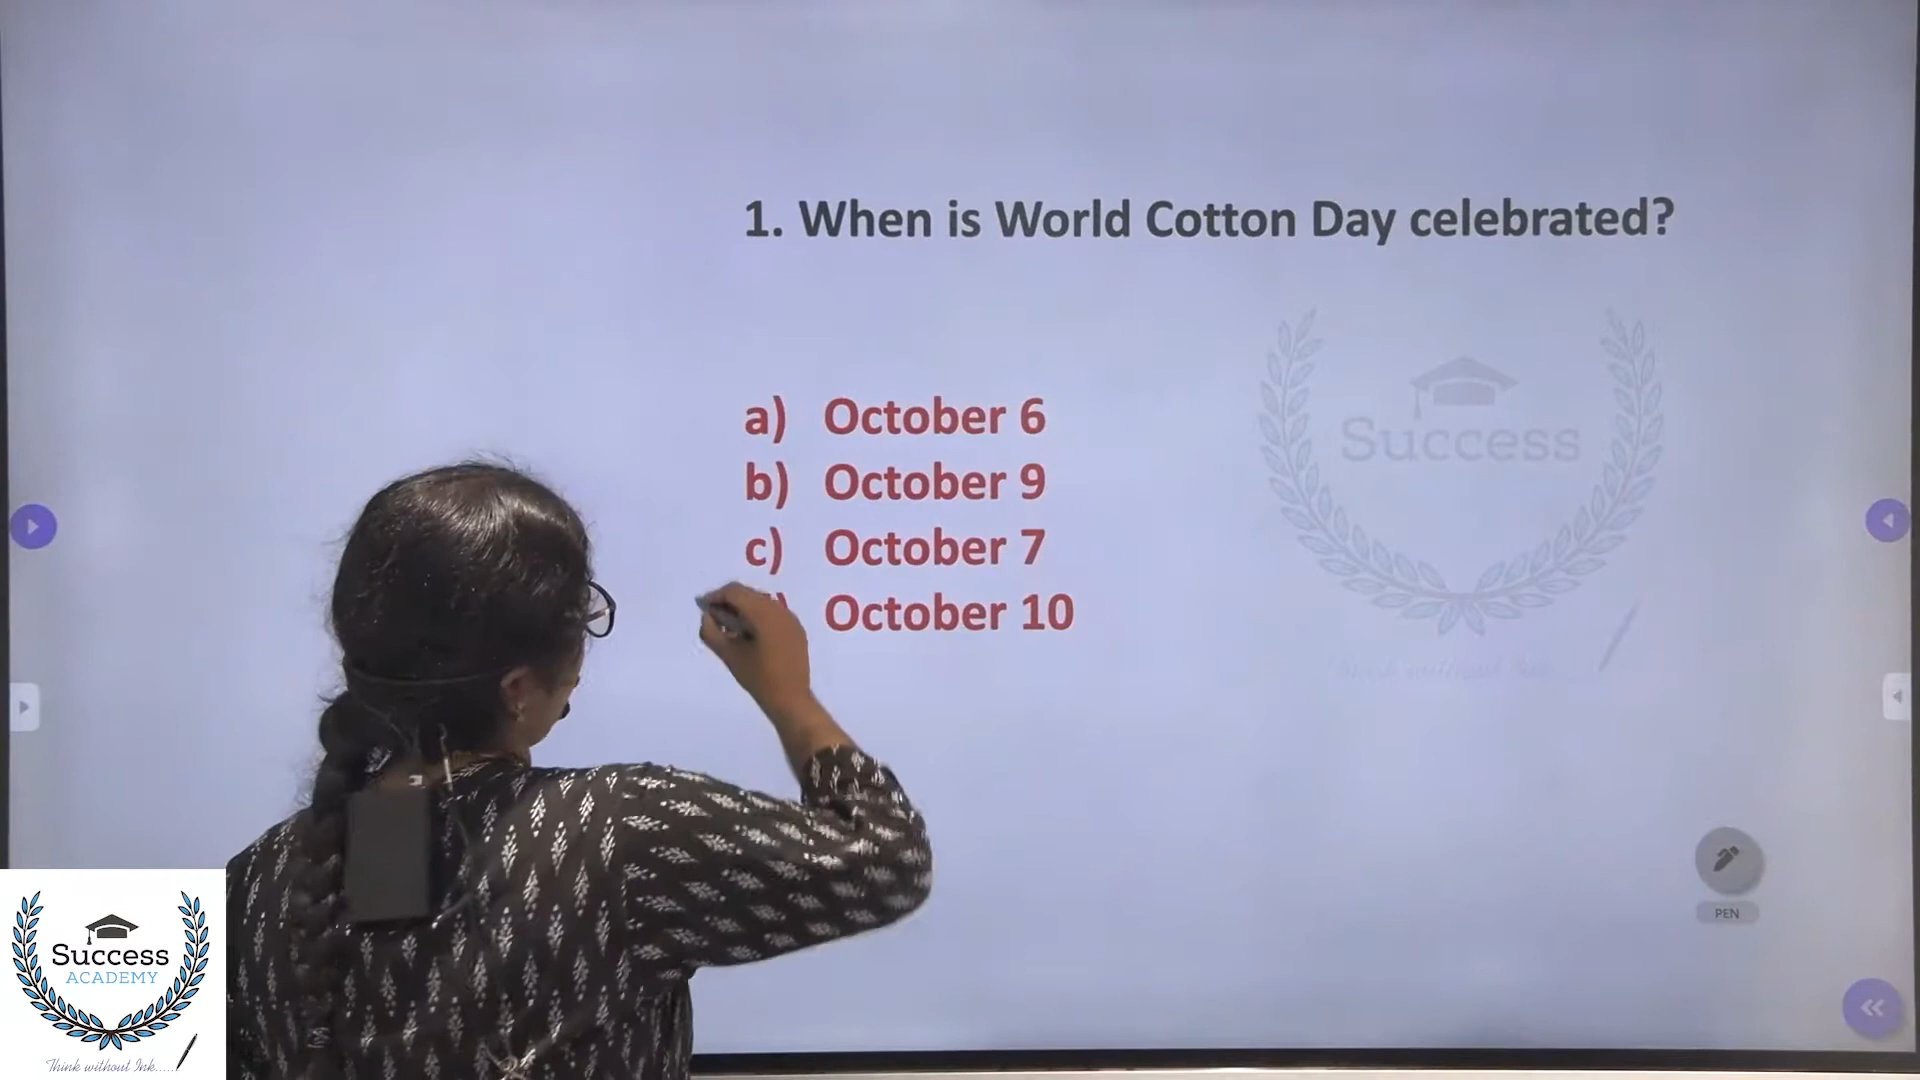 1. When is World Cotton Day celebrated?
a) October 6
b) October 9
c) October 7
October 10
Success
PEN
Success
ACADEMY
Think without Ink.....